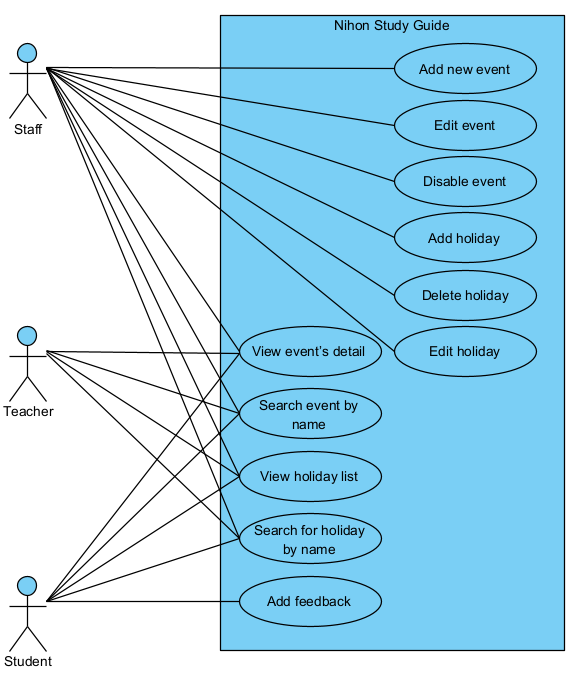 Nihon Study Guide
Staff
Add new event
Edit event
Disable event
Add holiday
Delete holiday
Edit holiday
View event's detail
Teacher
Search event by
name
View holiday list
Search for holiday
by name
Add feedback
Student